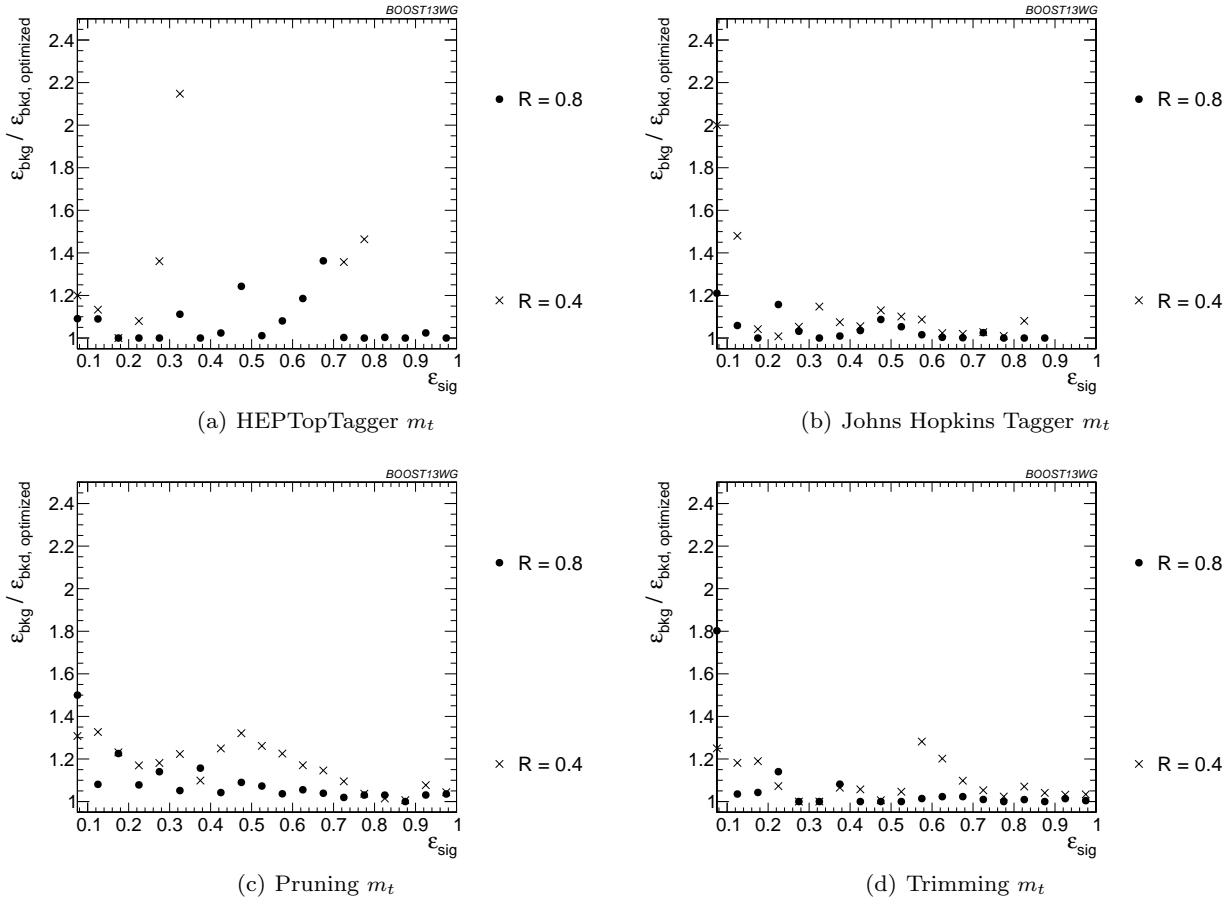 BOOST13WG
BOOST13WG
ε_bkg / ε_bkd, optimized
2.4
2.2
2
1.8
1.6
1.4
1.2
1
0.1 0.2 0.3 0.4 0.5 0.6 0.7 0.8 0.9 1
ε_sig
R = 0.8
R = 0.4
(a) HEPTopTagger m_t
ε_bkg / ε_bkd, optimized
2.4
2.2
2
1.8
1.6
1.4
1.2
1
0.1 0.2 0.3 0.4 0.5 0.6 0.7 0.8 0.9 1
ε_sig
R = 0.8
R = 0.4
(b) Johns Hopkins Tagger m_t
BOOST13WG
BOOST13WG
ε_bkg / ε_bkd, optimized
2.4
2.2
2
1.8
1.6
1.4
1.2
1
0.1 0.2 0.3 0.4 0.5 0.6 0.7 0.8 0.9 1
ε_sig
R = 0.8
R = 0.4
(c) Pruning m_t
ε_bkg / ε_bkd, optimized
2.4
2.2
2
1.8
1.6
1.4
1.2
1
0.1 0.2 0.3 0.4 0.5 0.6 0.7 0.8 0.9 1
ε_sig
R = 0.8
R = 0.4
(d) Trimming m_t